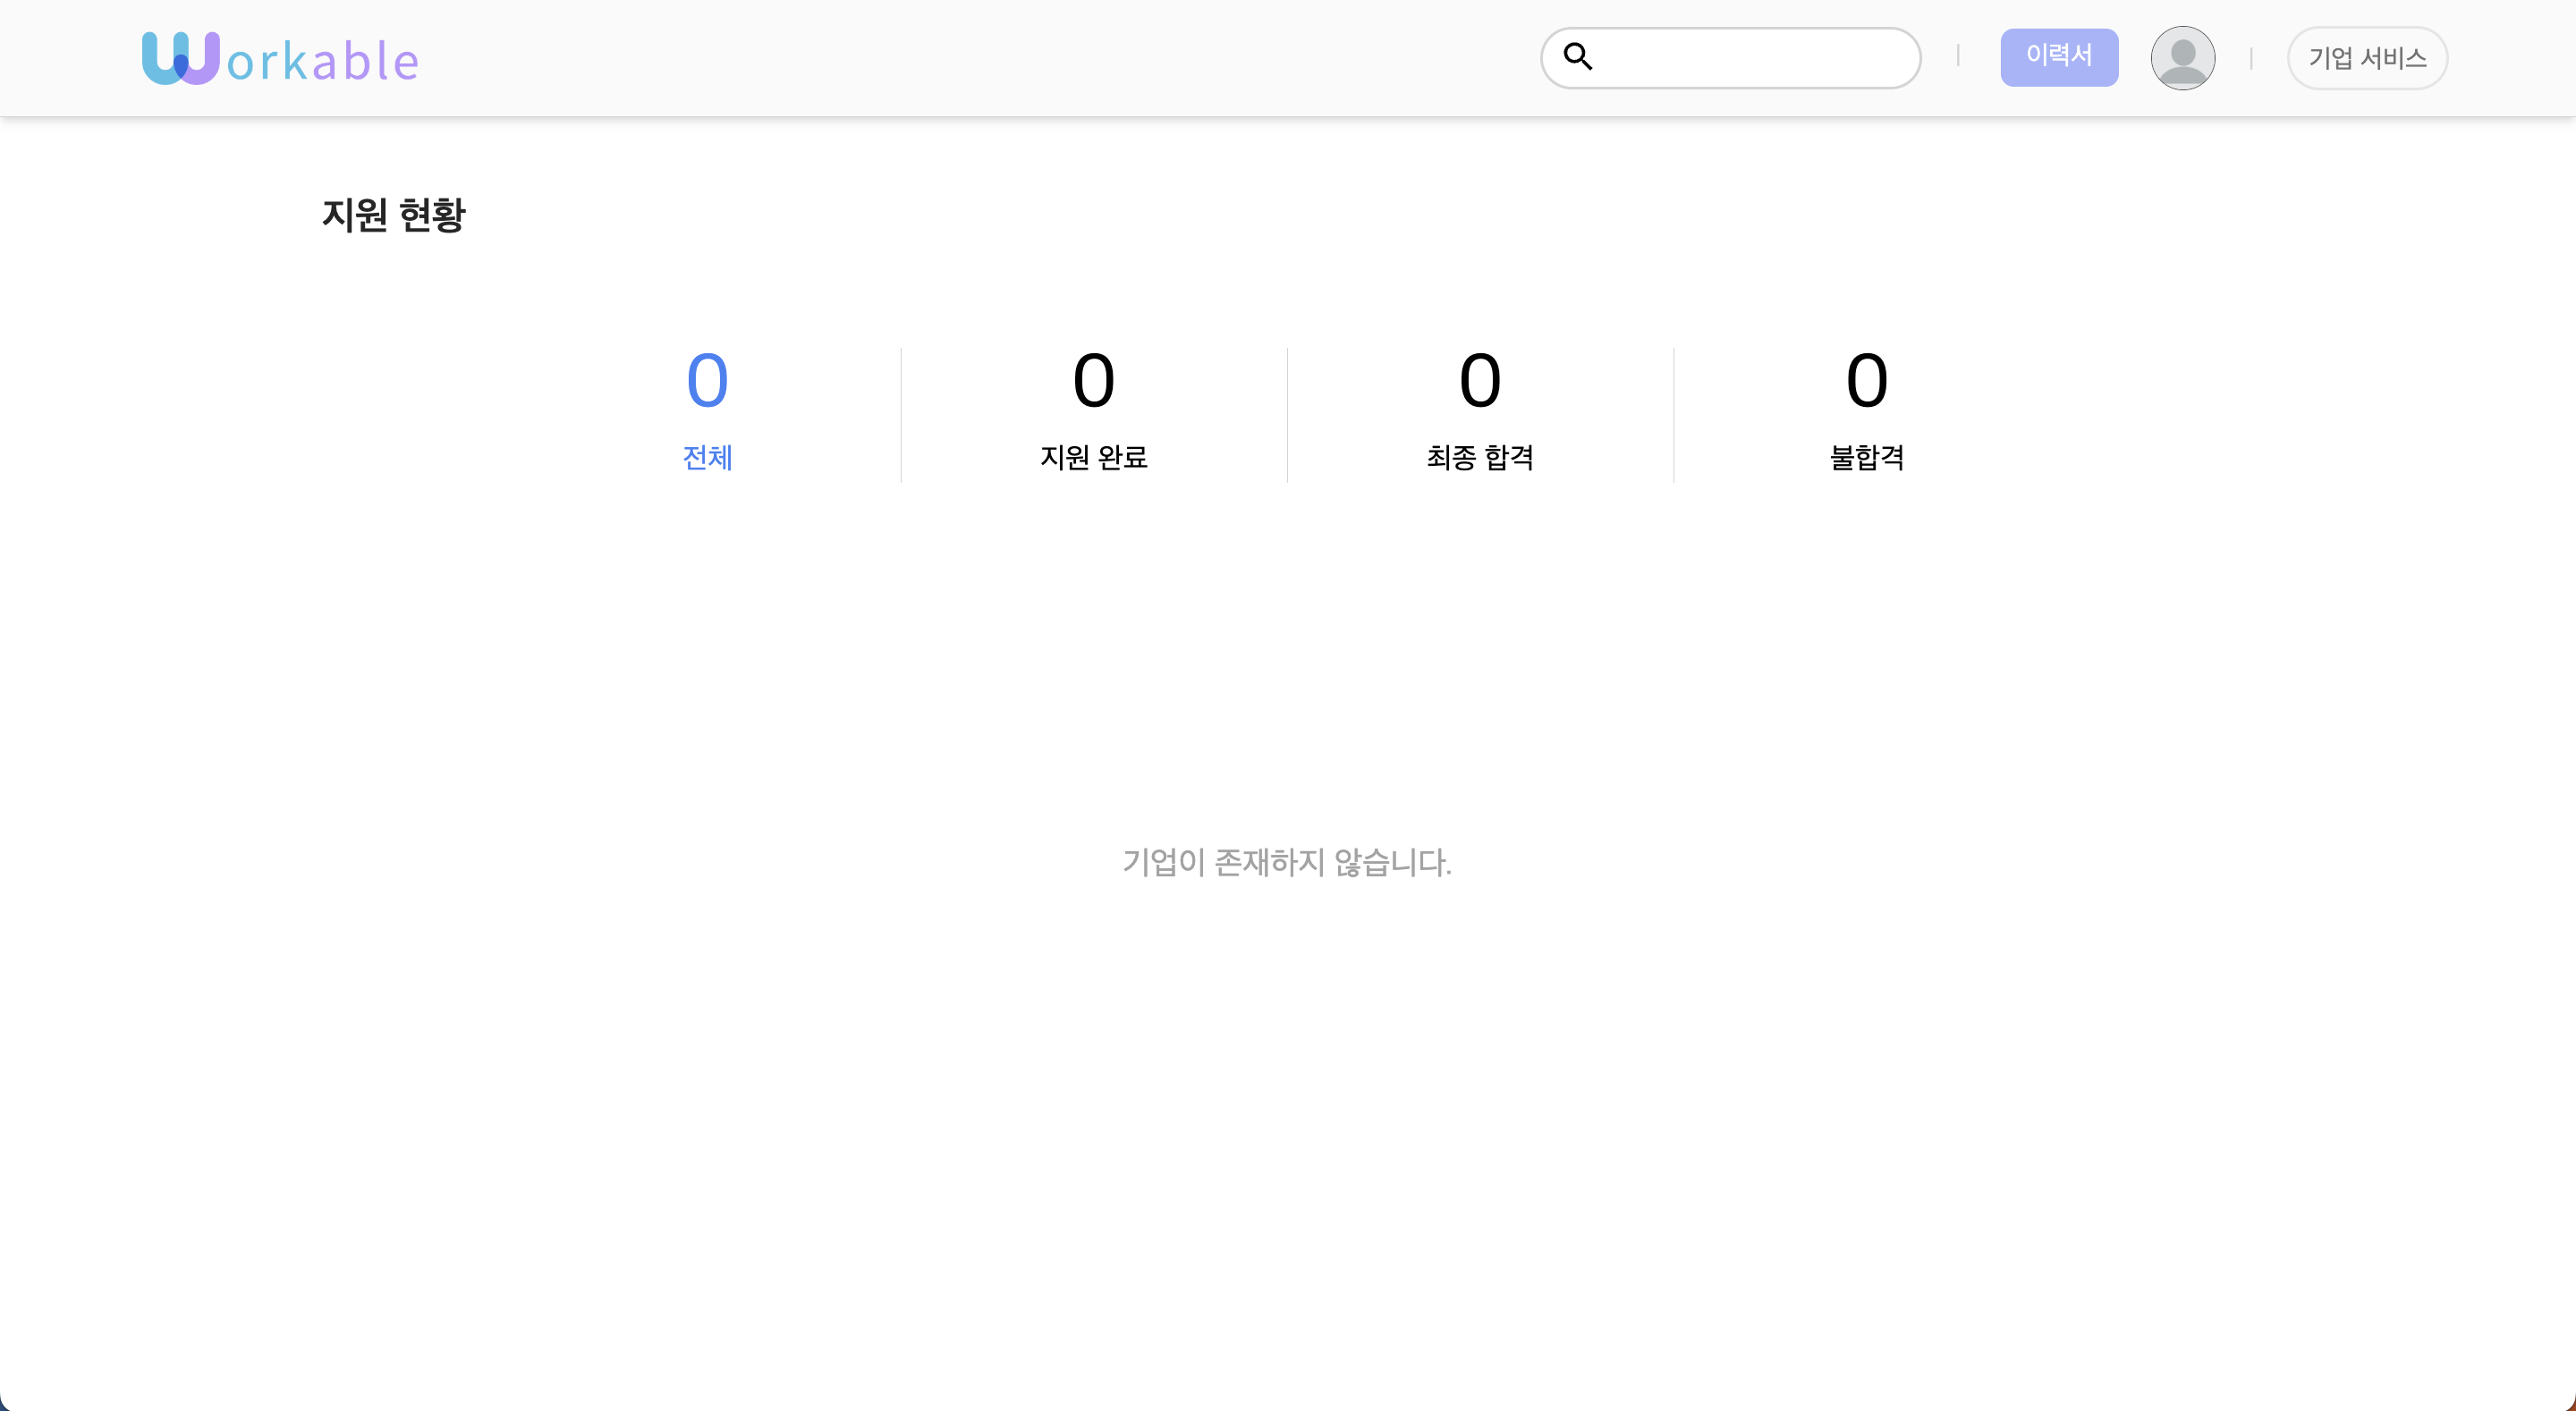 Workable
이력서
기업 서비스
지원 현황
0
0
0
0
전체
지원 완료
최종 합격
불합격
기업이 존재하지 않습니다.